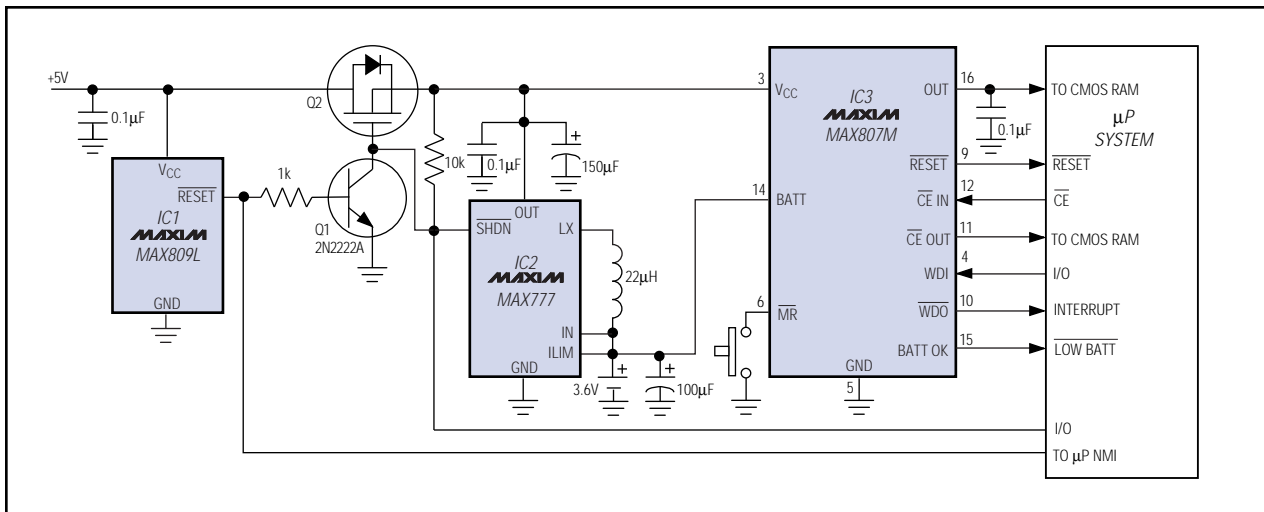 +5V
0.1μF
VCC
RESET
IC1
MAXIM
MAX809L
GND
1k
Q1
2N2222A
Q2
10k
0.1μF
150μF
OUT
SHDN
LX
IC2
MAXIM
MAX777
IN
ILIM
GND
22μH
3.6V
100μF
3
VCC
14
BATT
6
MR
IC3
MAXIM
MAX807M
GND
5
OUT
16
RESET
9
CE IN
12
CE OUT
11
WDI
4
WDO
10
BATT OK
15
0.1μF
TO CMOS RAM
μP
SYSTEM
RESET
CE
TO CMOS RAM
I/O
INTERRUPT
LOW BATT
I/O
TO μP NMI